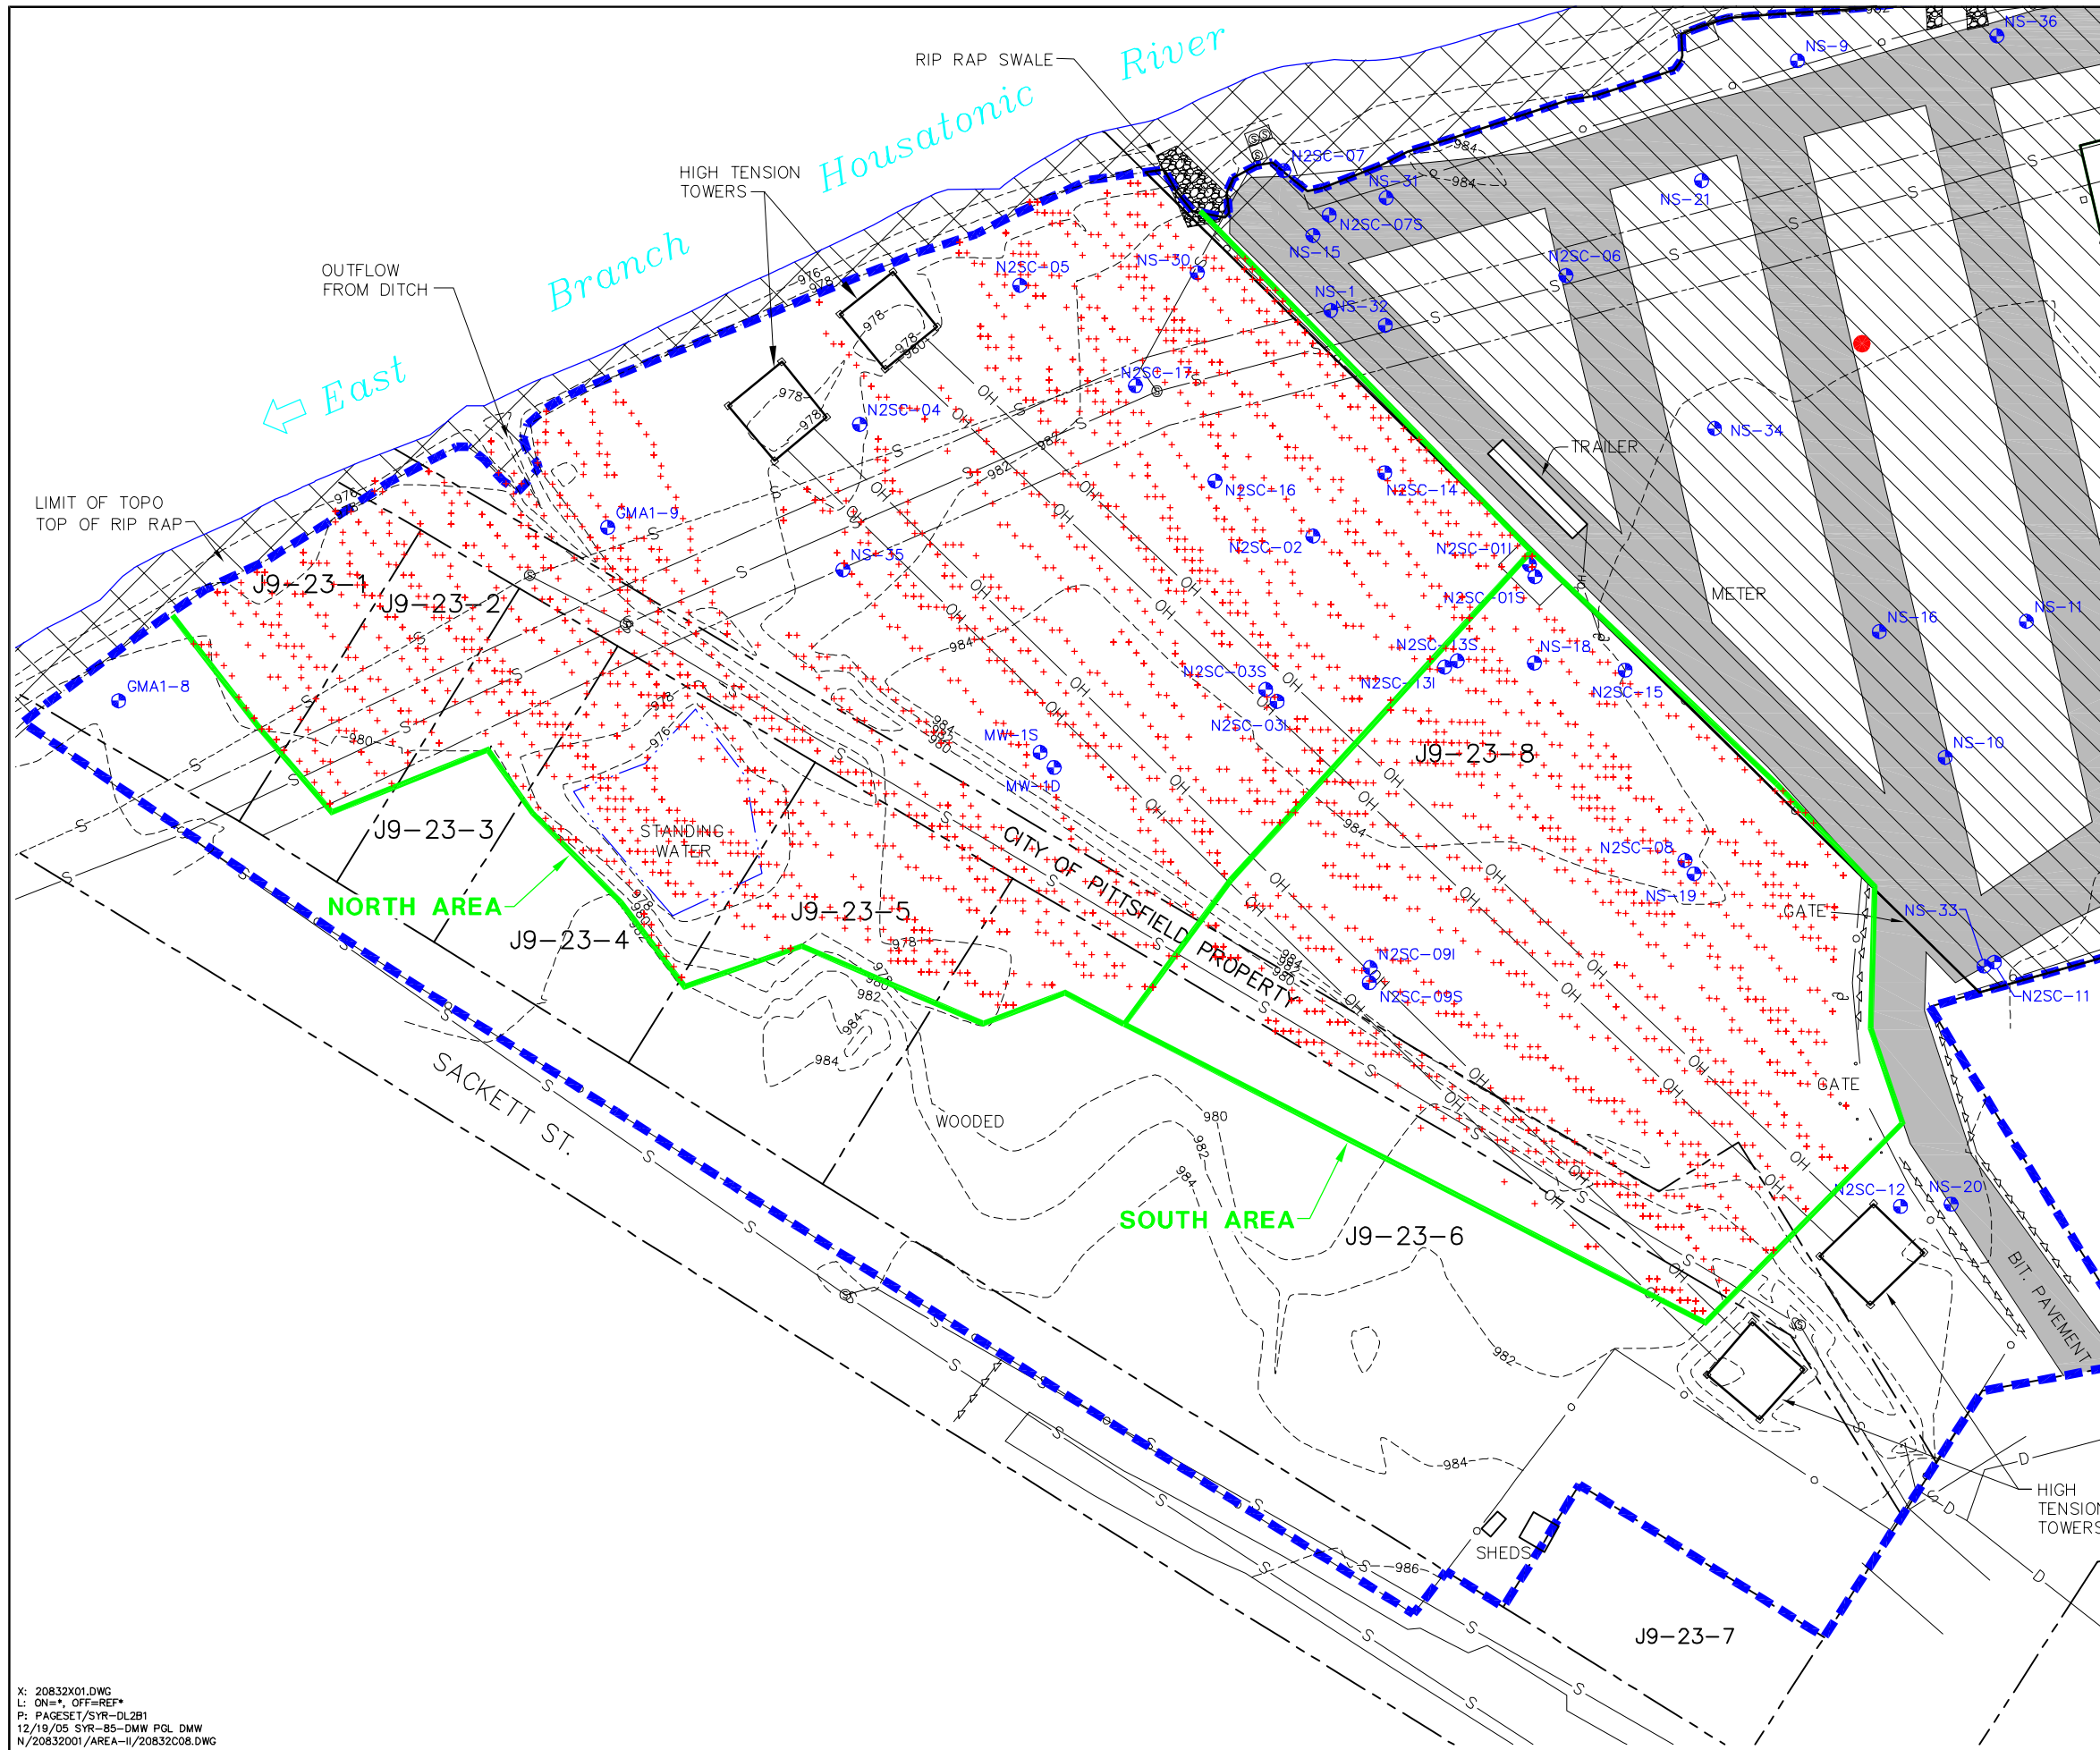 RIP RAP SWALE
River
Housatonic
Branch
East
HIGH TENSION
TOWERS
OUTFLOW
FROM DITCH
LIMIT OF TOPO
TOP OF RIP RAP
NS-36
NS-9
N2SC-07
NS-31
N2SC-07S
NS-15
NS-21
N2SC-06
NS-30
N2SC-05
NS-1
NS-32
N2SC-17
N2SC-04
NS-34
TRAILER
N2SC-16
N2SC-14
GMA1-9
N2SC-02
NS-35
N2SC-01I
N2SC-01S
METER
J9-23-1
J9-23-2
NS-16
NS-11
N2SC-13S
NS-18
N2SC-13I
N2SC-15
N2SC-03S
N2SC-03I
GMA1-8
MW-1S
MW-1D
J9-23-8
NS-10
J9-23-3
STANDING
WATER
CITY OF PITTSFIELD PROPERTY
N2SC-08
NS-19
NORTH AREA
J9-23-5
J9-23-4
GATE
NS-33
N2SC-09I
N2SC-09S
N2SC-11
SACKETT ST.
WOODED
GATE
SOUTH AREA
J9-23-6
N2SC-12
NS-20
BIT. PAVEMENT
HIGH
TENSION
TOWERS
SHEDS
J9-23-7
976
978
980
982
984
986
X: 20832X01.DWG
L: ON=*, OFF=REF*
P: PAGESET/SYR-DL2B1
12/19/05 SYR-85-DMW PGL DMW
N/20832001/AREA-II/20832C08.DWG